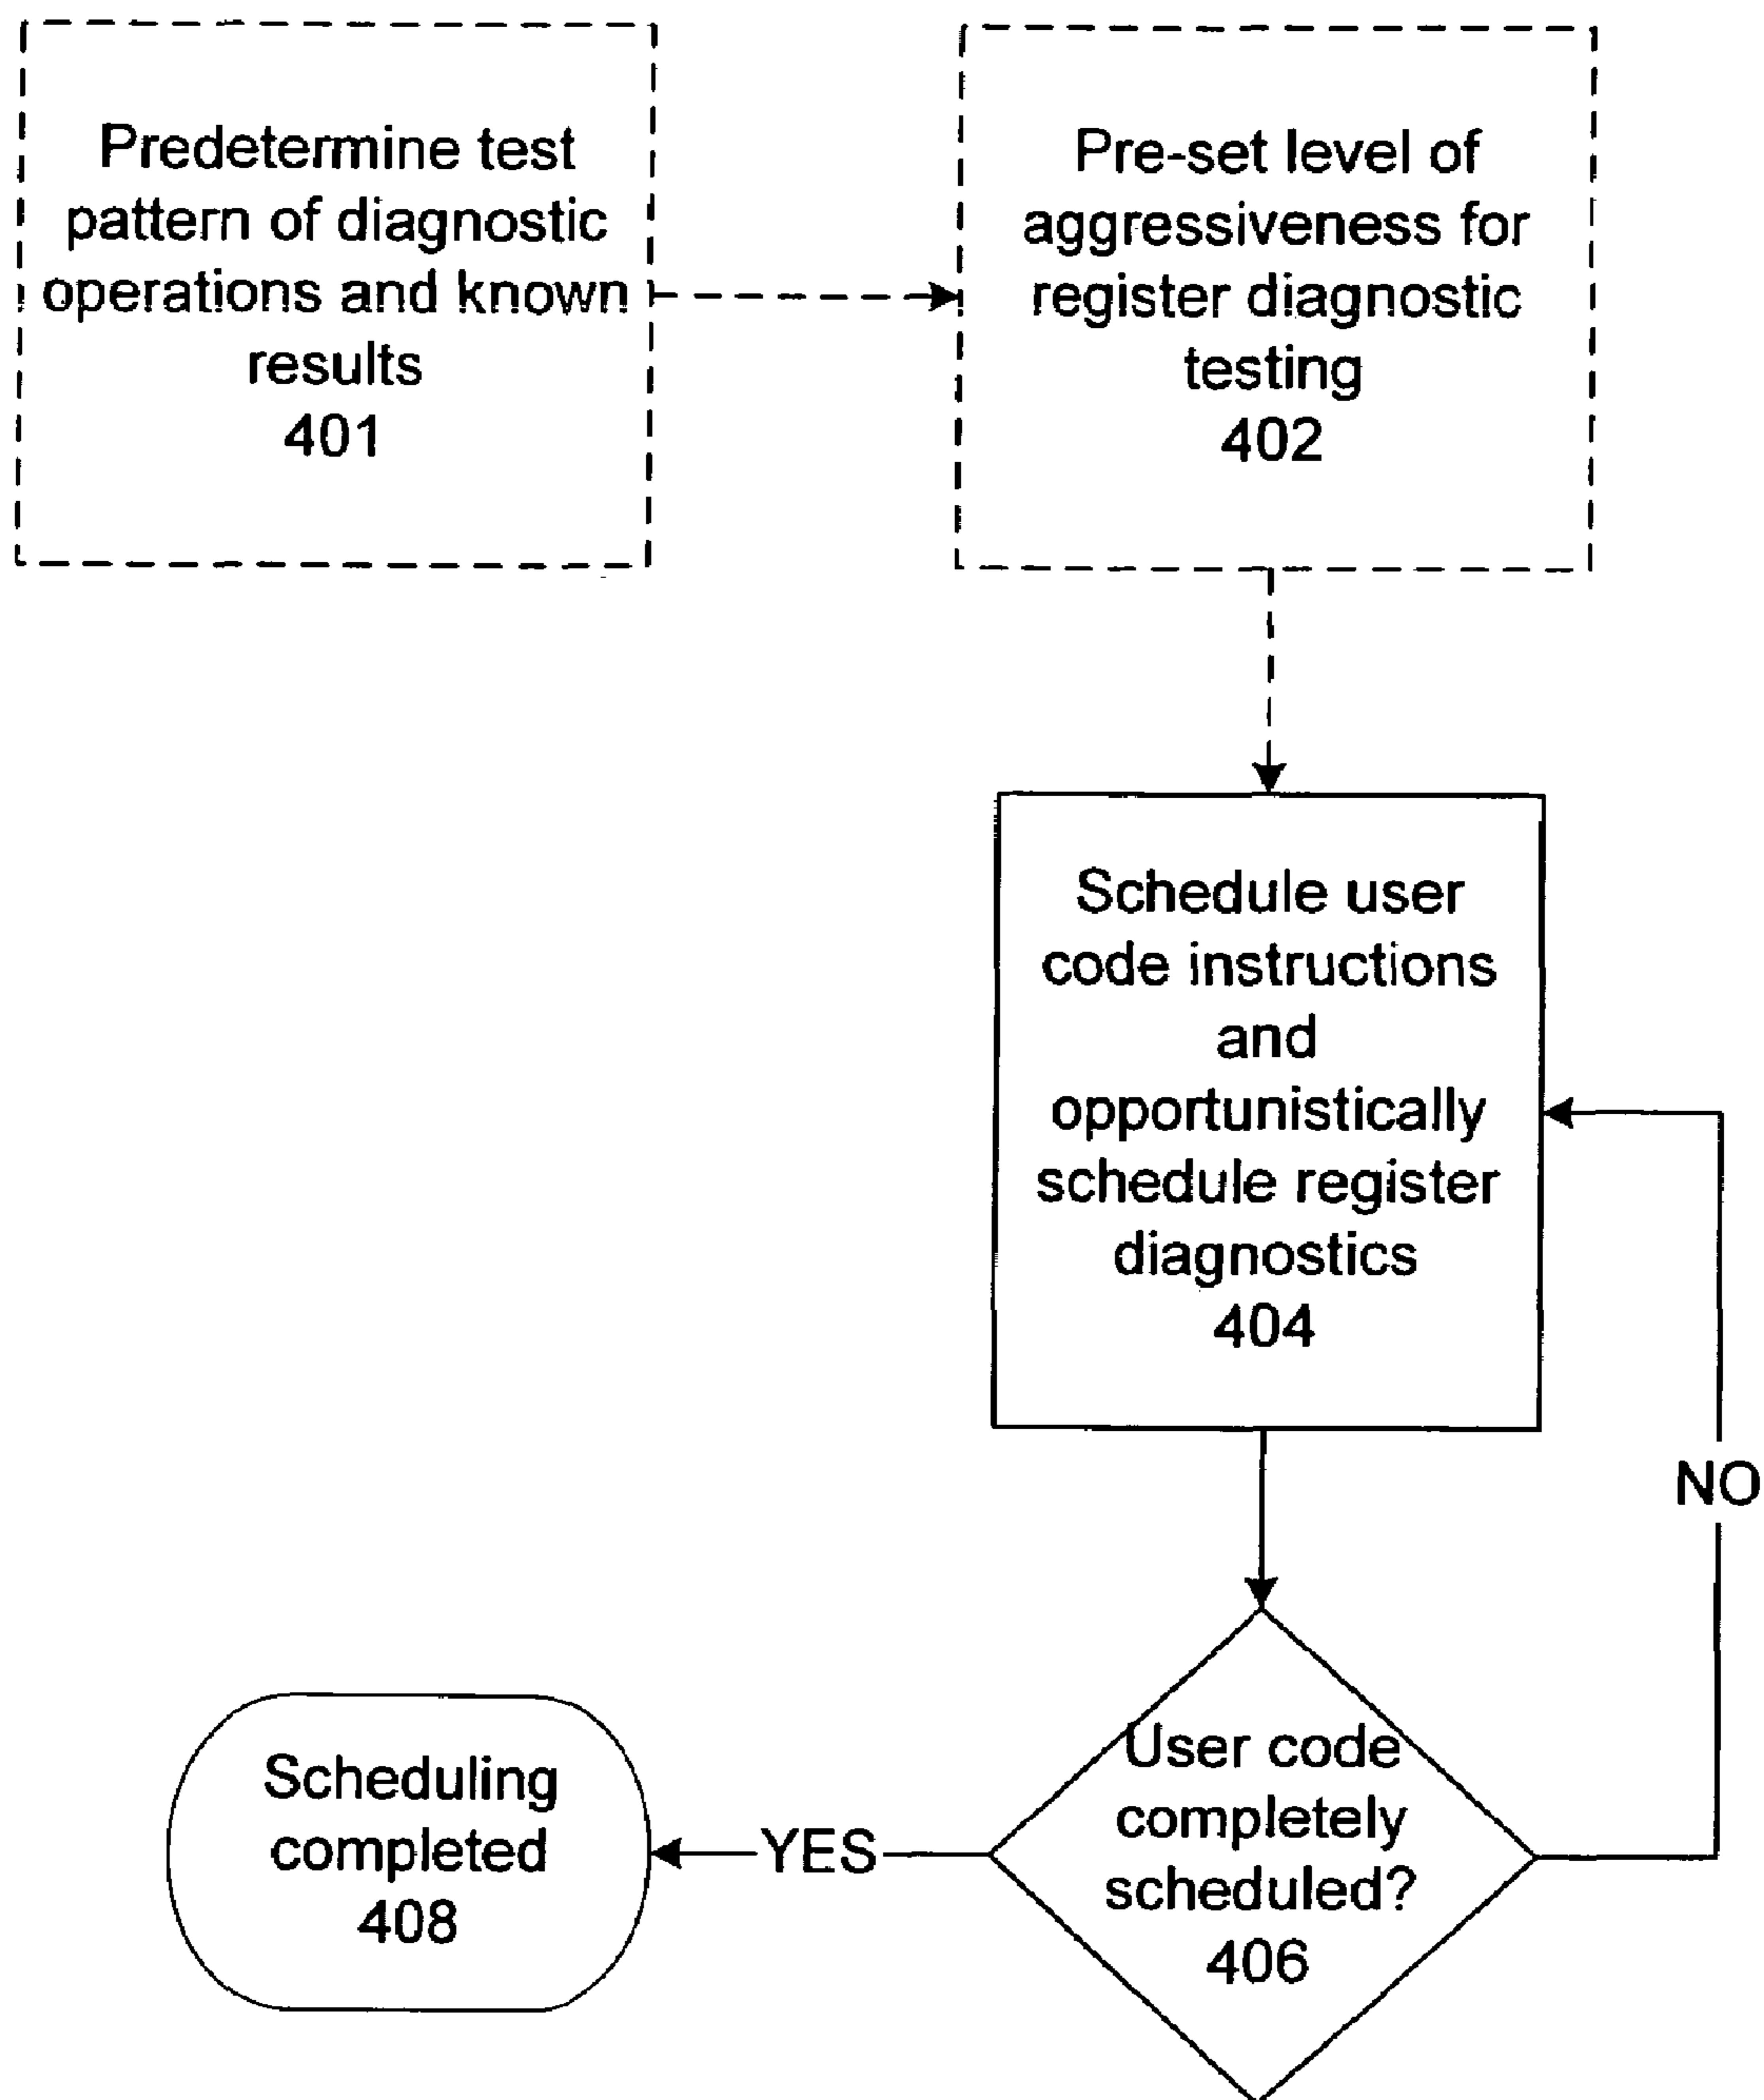 Predetermine test
pattern of diagnostic
operations and known
results
401
Pre-set level of
aggressiveness for
register diagnostic
testing
402
Schedule user
code instructions
and
opportunistically
schedule register
diagnostics
404
NO
User code
completely
scheduled?
406
YES
Scheduling
completed
408